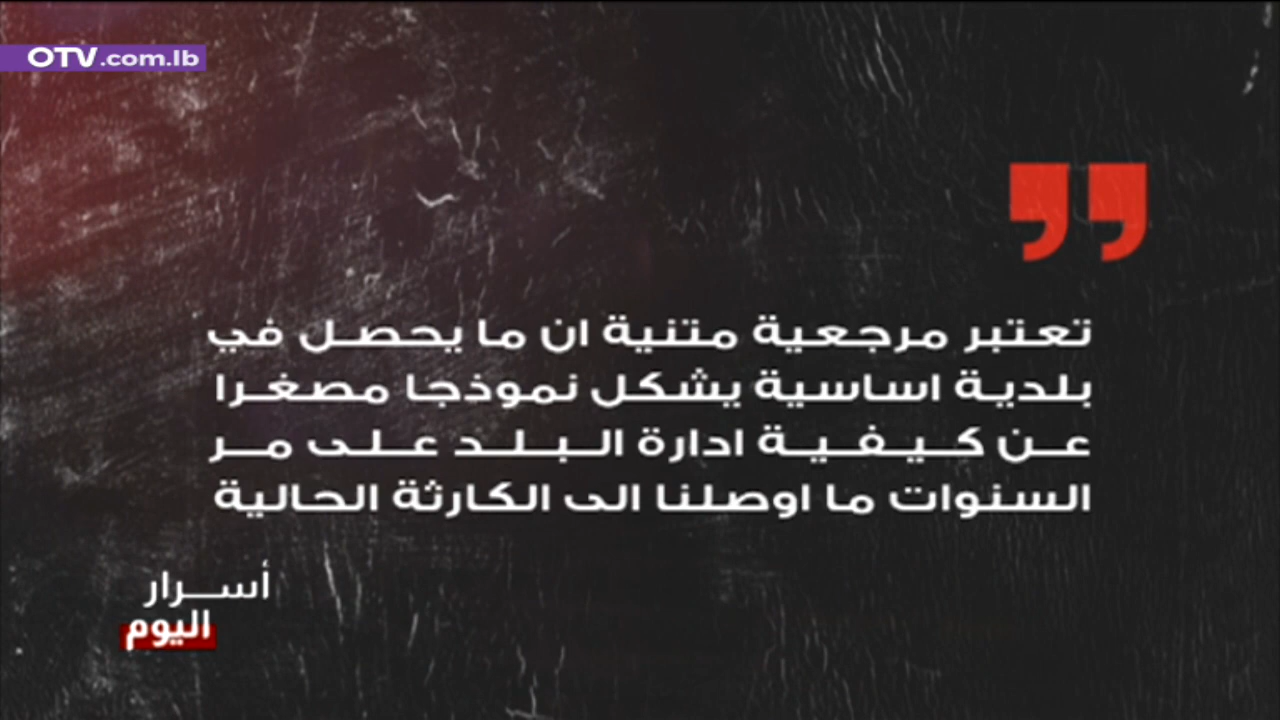 OTV.com.lb
تعتبر مرجعية متنية ان ما يحصل في
بلدية اساسية يشكل نموذجا مصغرا
عن كيفية ادارة البلد على مر
السنوات ما اوصلنا الى الكارثة الحالية
أسرار
اليوم